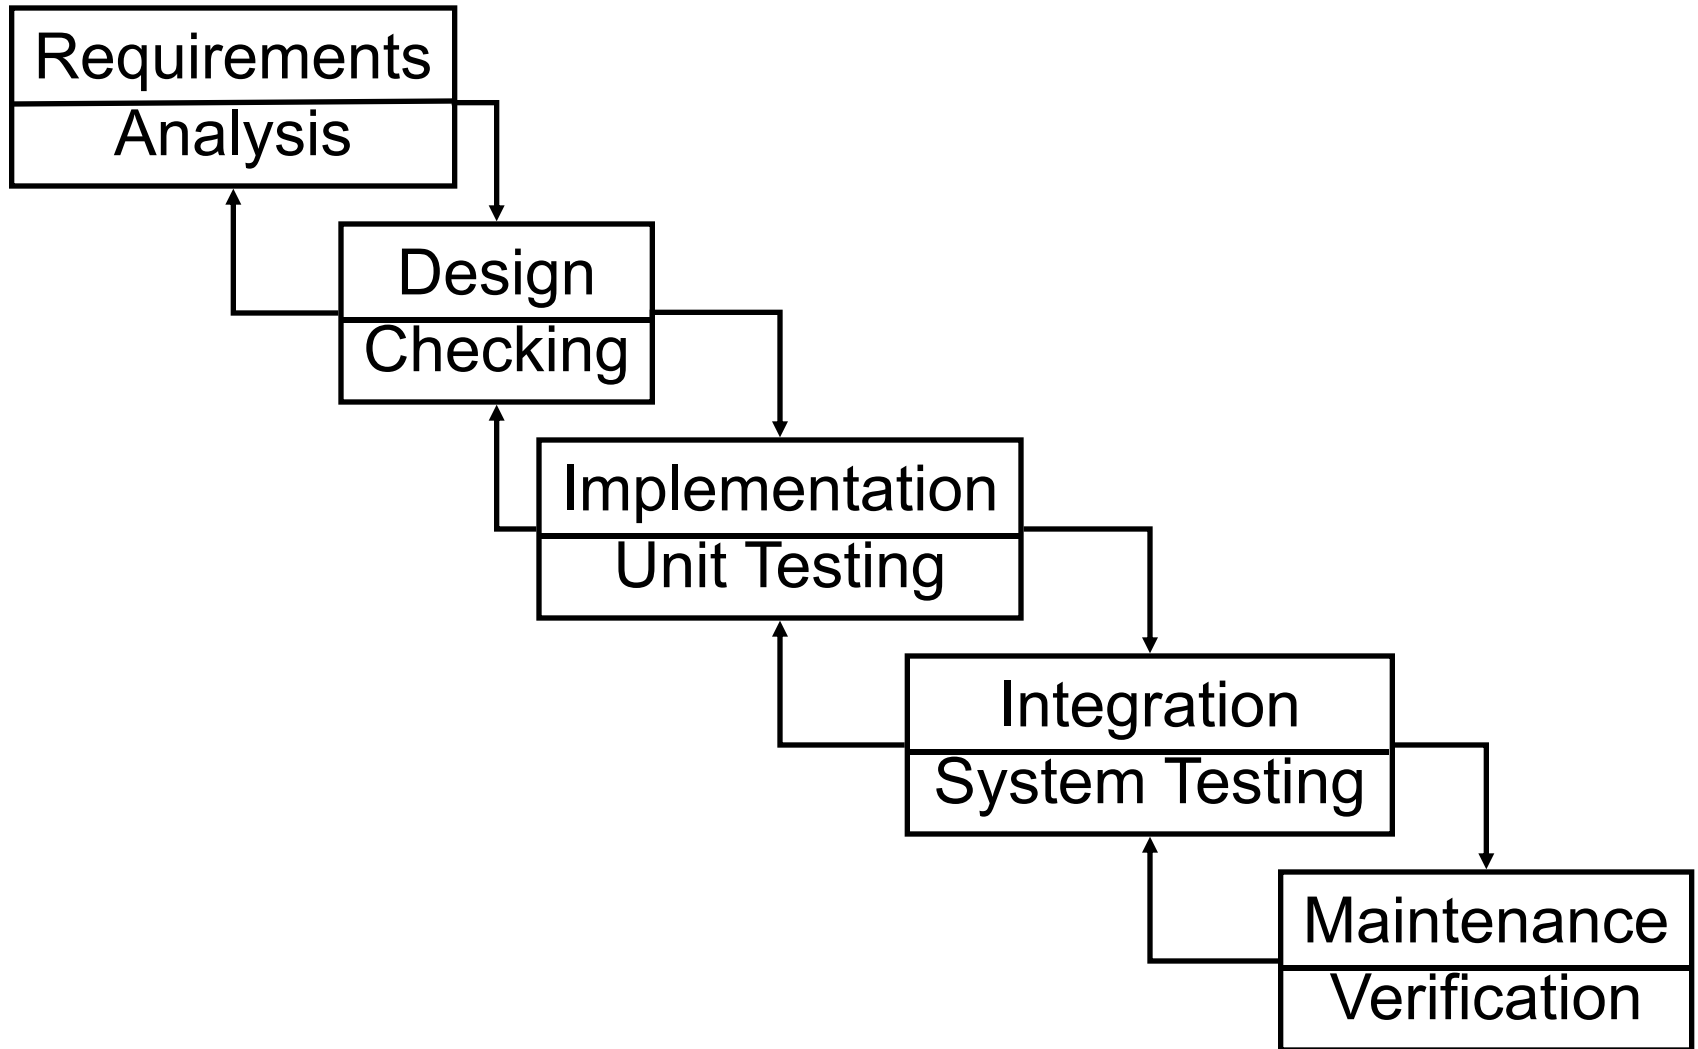 Requirements
Analysis
Design
Checking
Implementation
Unit Testing
Integration
System Testing
Maintenance
Verification